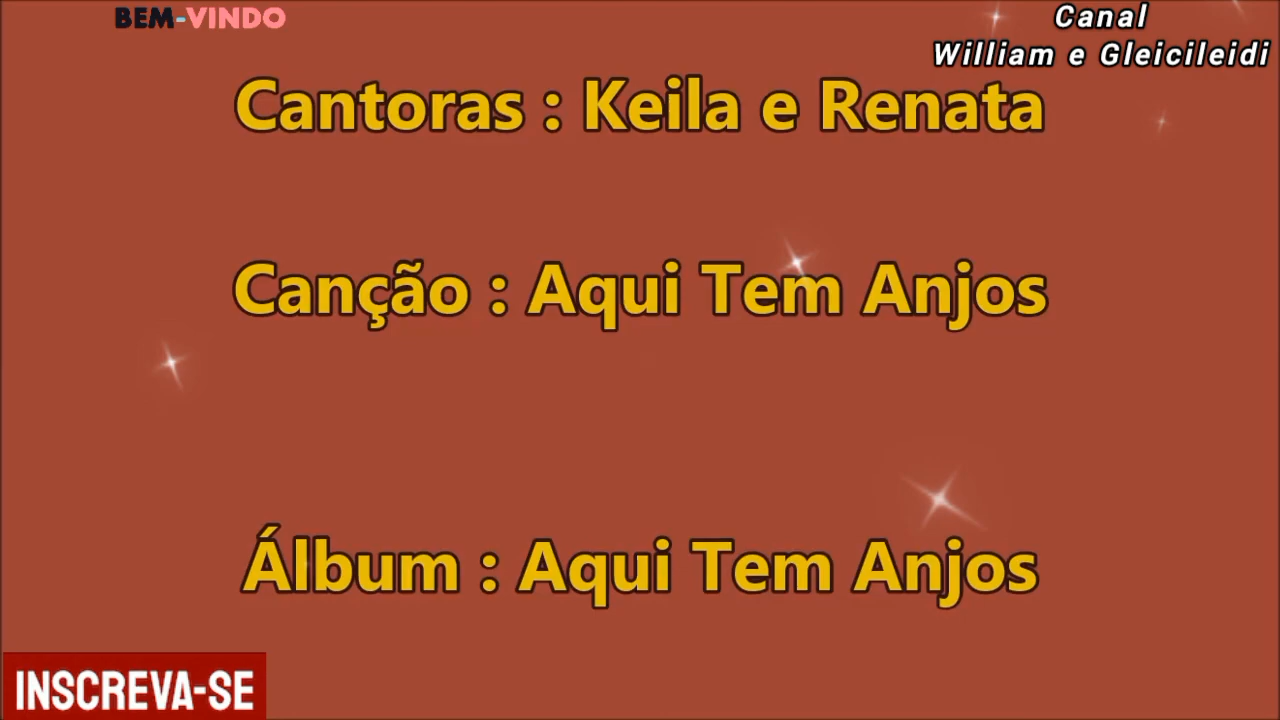 BEM-VINDO
Canal
William e Gleicileidi
Cantoras : Keila e Renata
Canção : Aqui Tem Anjos
Álbum : Aqui Tem Anjos
INSCREVA-SE